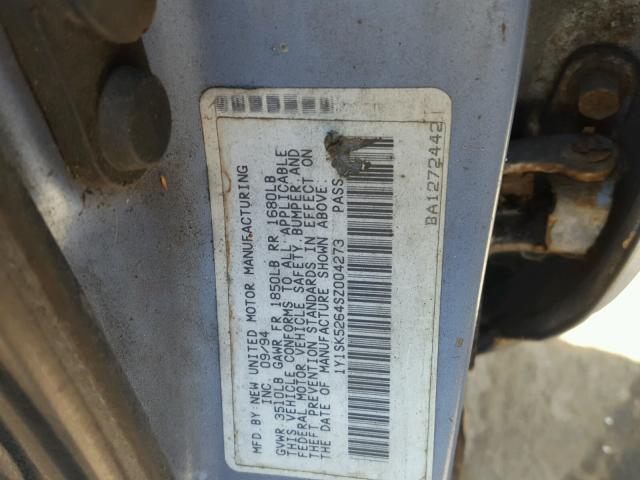 MFD BY: NEW UNITED MOTOR MANUFACTURING
INC 09/94
GVWR 3510LB GAWR FR 1850LB RR 1680LB
THIS VEHICLE CONFORMS TO ALL APPLICABLE
FEDERAL MOTOR VEHICLE SAFETY, BUMPER AND
THEFT PREVENTION STANDARDS IN EFFECT ON
THE DATE OF MANUFACTURE SHOWN ABOVE.
1Y1SK5264SZ004273 PASS
BA1272442